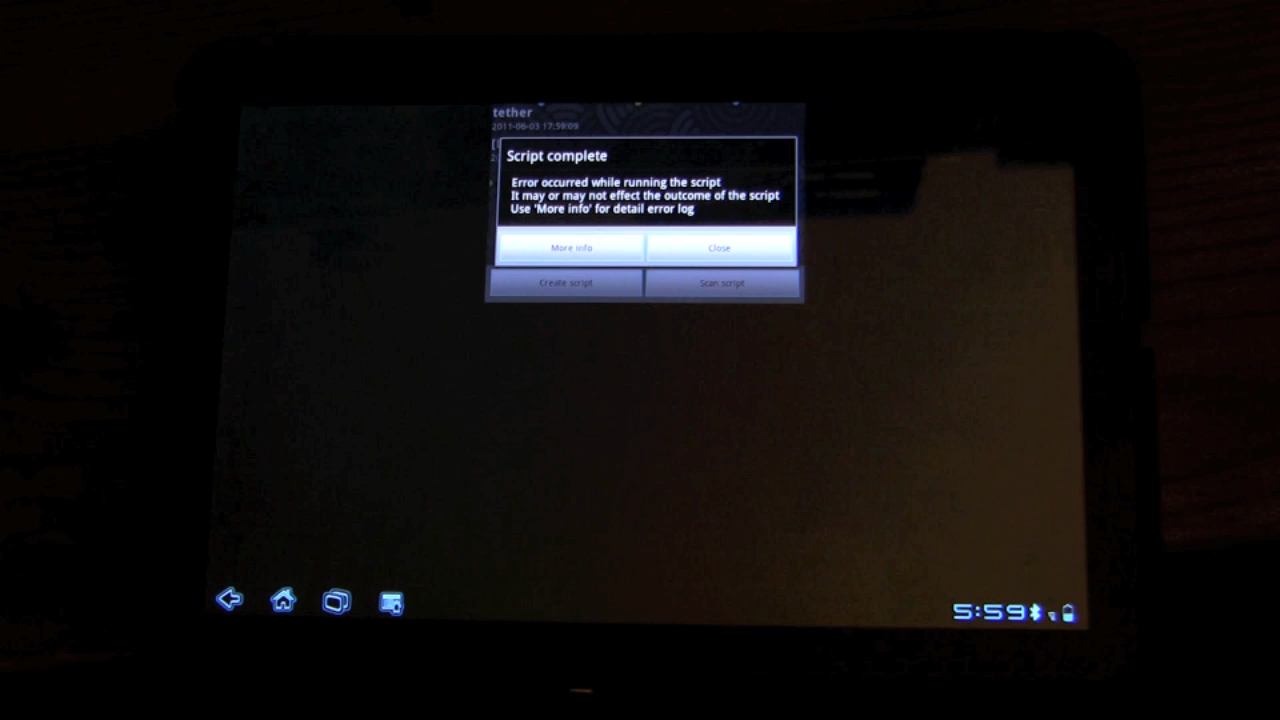 tether
2011-06-03 17:59:09
Script complete
Error occurred while running the script
It may or may not effect the outcome of the script
Use 'More info' for detail error log
More info
Close
Create script
Scan script
5:59